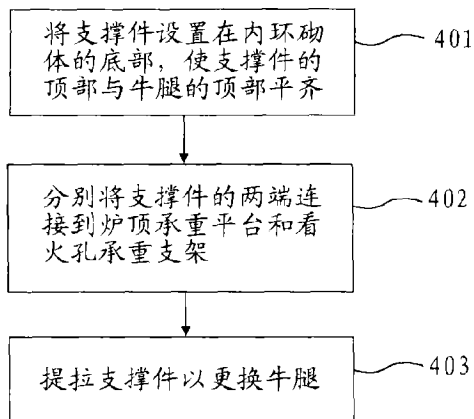 将支撑件设置在内环砌
体的底部，使支撑件的
顶部与牛腿的顶部平齐
401
分别将支撑件的两端连
接到炉顶承重平台和看
火孔承重支架
402
提拉支撑件以更换牛腿
403